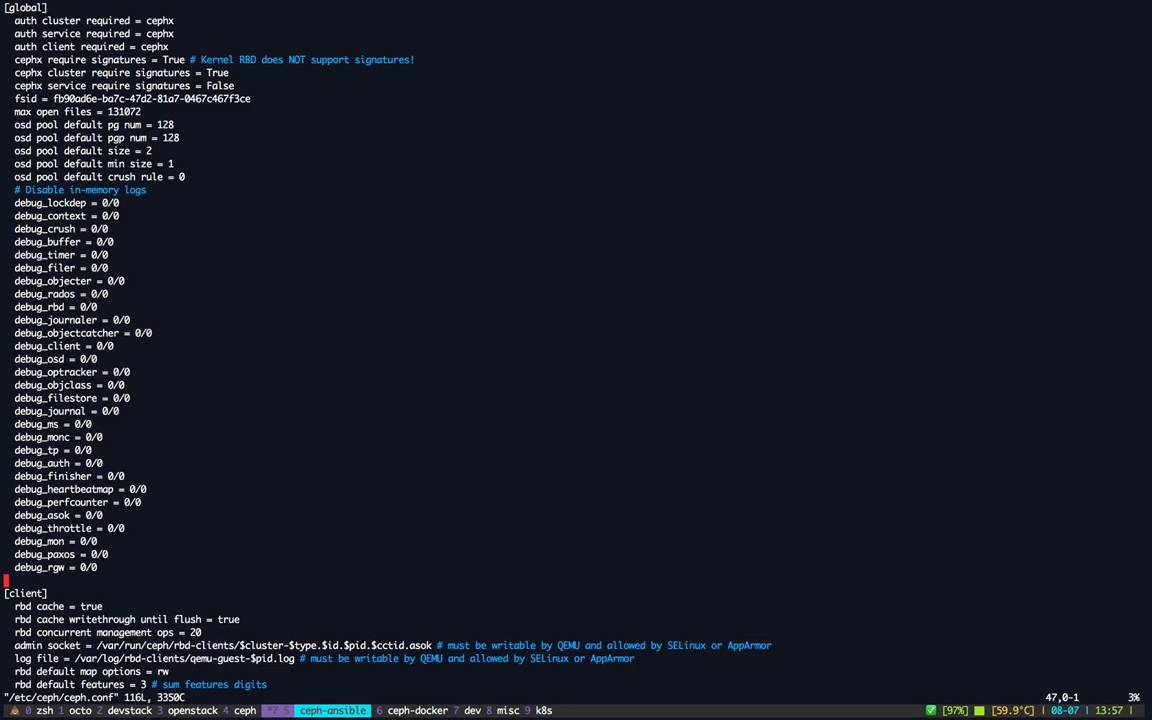 [global]
auth cluster required = cephx
auth service required = cephx
auth client required = cephx
cephx require signatures = True # Kernel RBD does NOT support signatures!
cephx cluster require signatures = True
cephx service require signatures = False
fsid = fb90ad6e-ba7c-47d2-81a7-0467c467f3ce
max open files = 131072
osd pool default pg num = 128
osd pool default pgp num = 128
osd pool default size = 2
osd pool default min size = 1
osd pool default crush rule = 0
# Disable in-memory logs
debug_lockdep = 0/0
debug_context = 0/0
debug_crush = 0/0
debug_buffer = 0/0
debug_timer = 0/0
debug_filer = 0/0
debug_objecter = 0/0
debug_rados = 0/0
debug_rbd = 0/0
debug_journaler = 0/0
debug_objectcatcher = 0/0
debug_client = 0/0
debug_osd = 0/0
debug_optracker = 0/0
debug_objclass = 0/0
debug_filestore = 0/0
debug_journal = 0/0
debug_ms = 0/0
debug_monc = 0/0
debug_tp = 0/0
debug_auth = 0/0
debug_finisher = 0/0
debug_heartbeatmap = 0/0
debug_perfcounter = 0/0
debug_asok = 0/0
debug_throttle = 0/0
debug_mon = 0/0
debug_paxos = 0/0
debug_rgw = 0/0
[client]
rbd cache = true
rbd cache writethrough until flush = true
rbd concurrent management ops = 20
admin socket = /var/run/ceph/rbd-clients/$cluster-$type.$id.$pid.$cctid.asok # must be writable by QEMU and allowed by SELinux or AppArmor
log file = /var/log/rbd-clients/qemu-guest-$pid.log # must be writable by QEMU and allowed by SELinux or AppArmor
rbd default map options = rw
rbd default features = 3 # sum features digits
"/etc/ceph/ceph.conf" 116L, 3350C 47,0-1 3%
0 zsh 1 octo 2 devstack 3 openstack 4 ceph *Z 5 ceph-ansible 6 ceph-docker 7 dev 8 misc 9 k8s [97%] [59.9°C] | 08-07 | 13:57 |